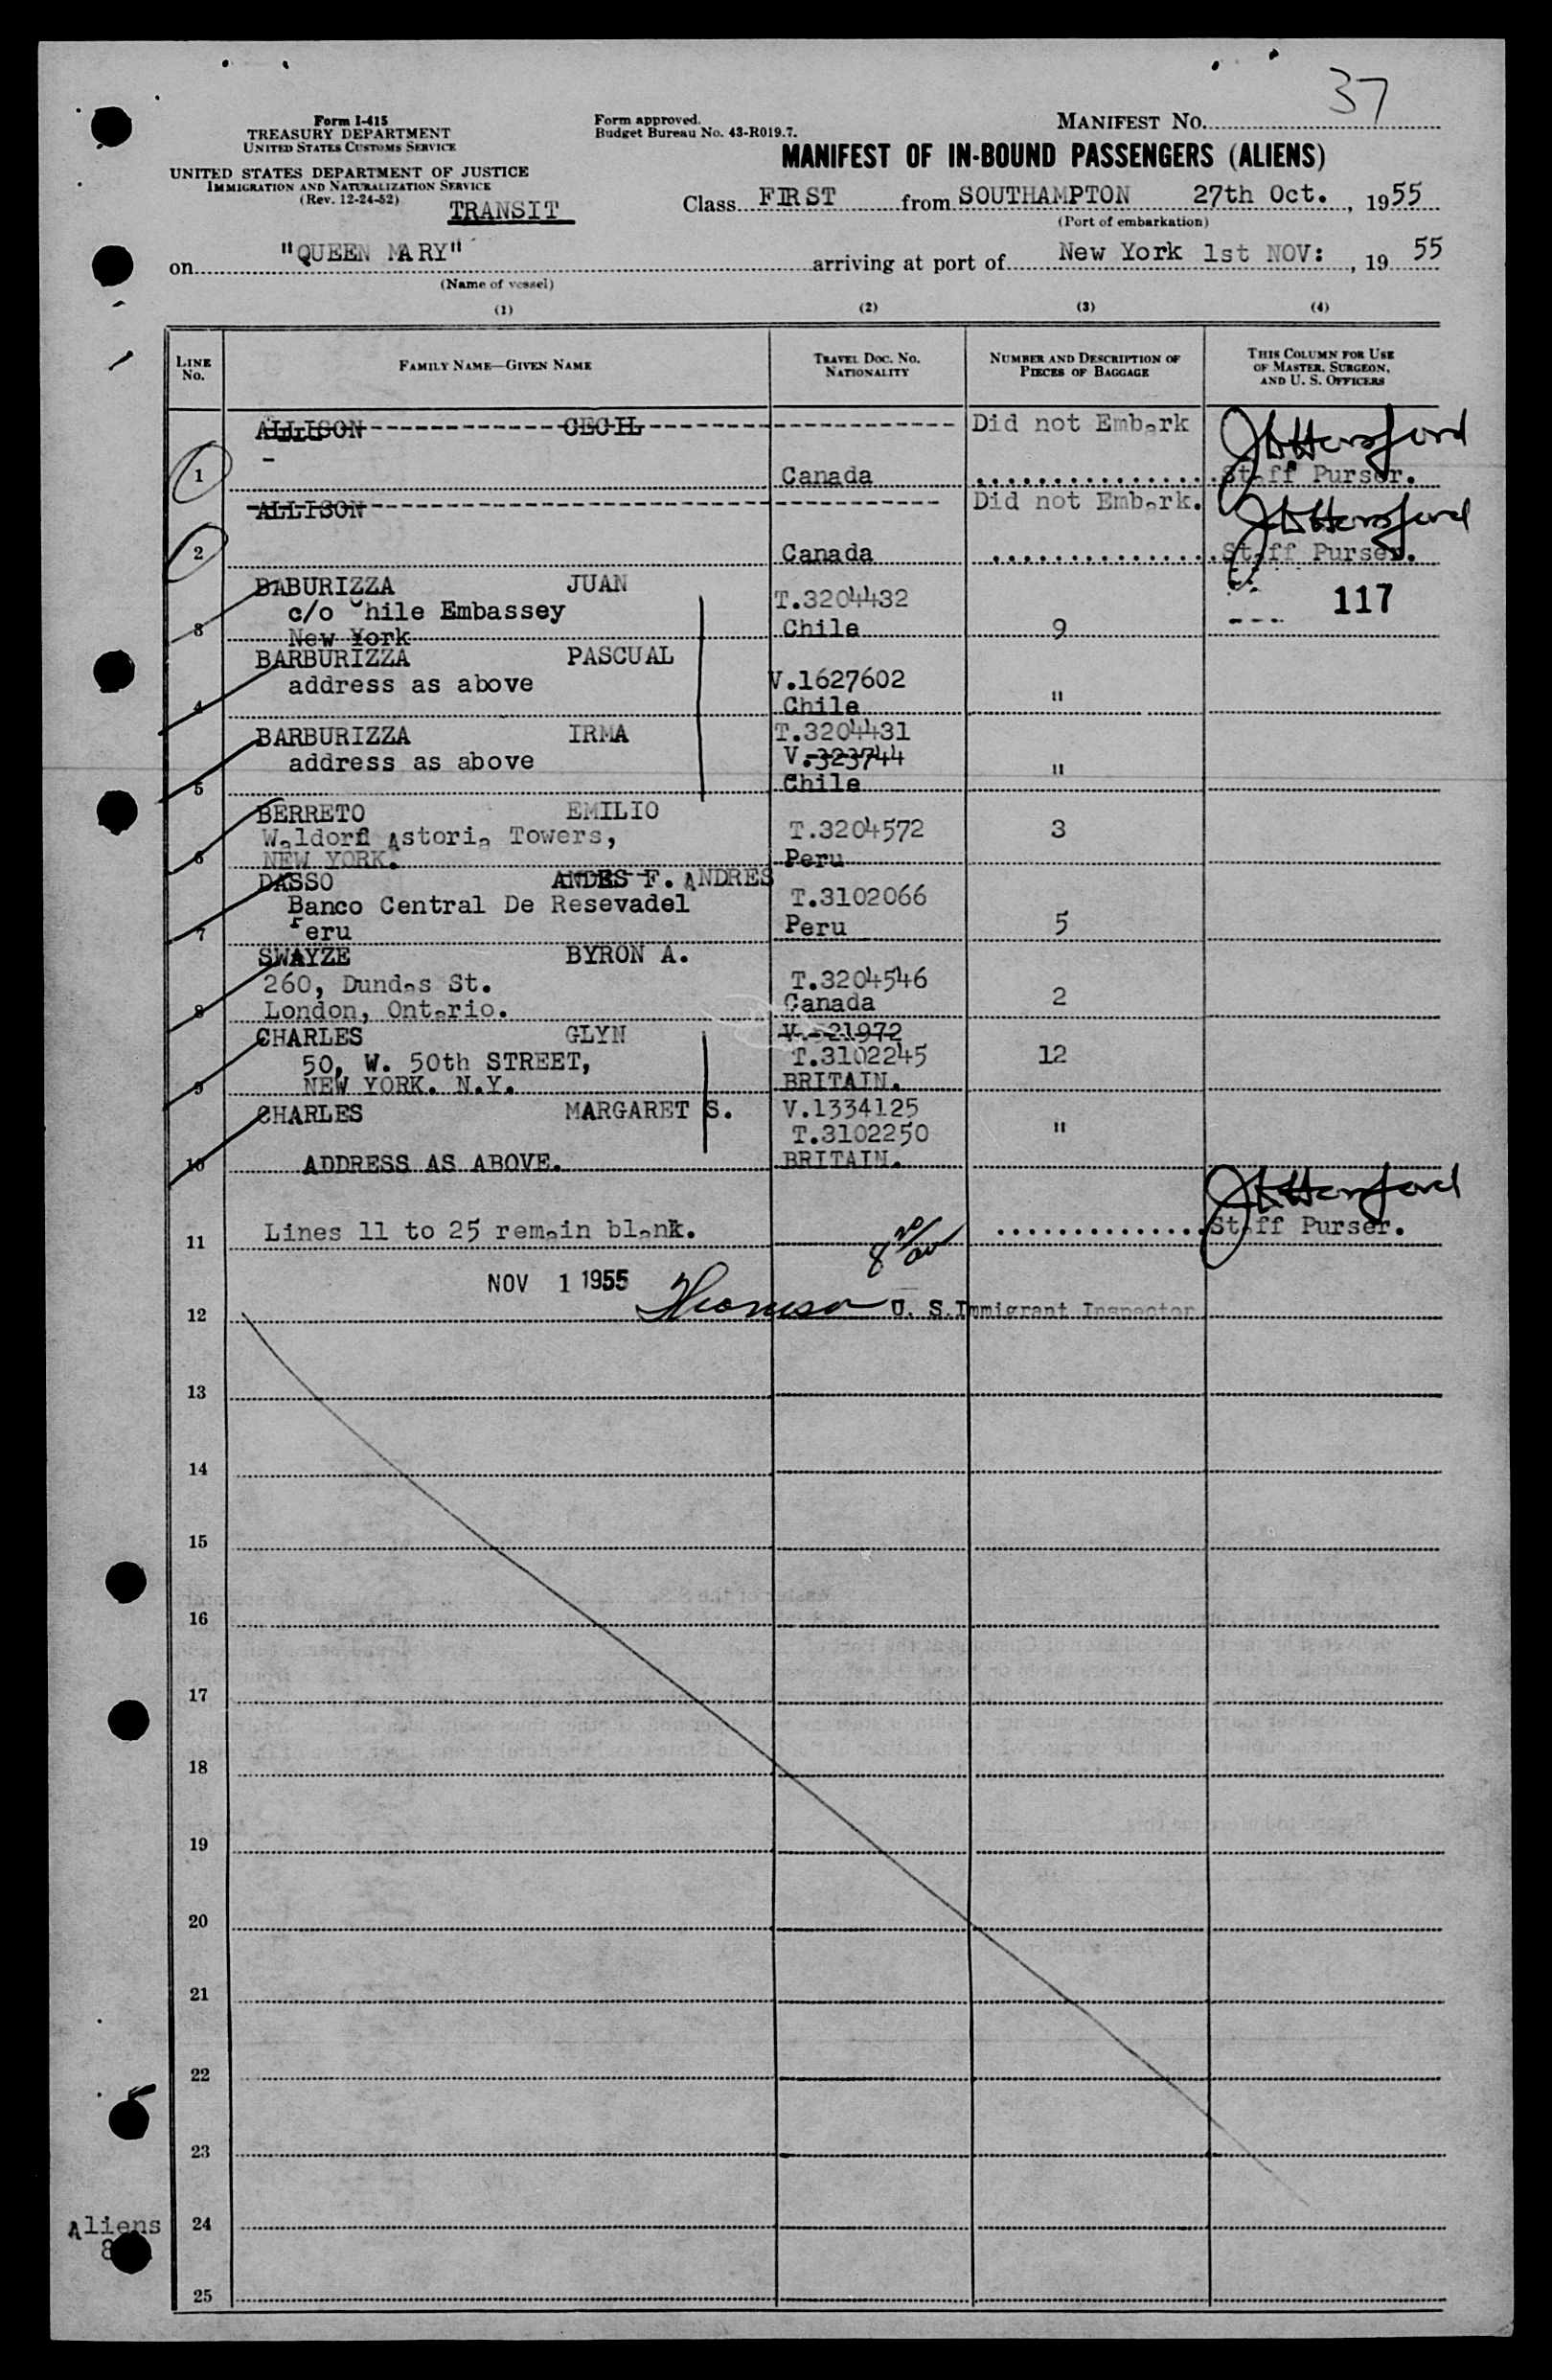 37
Form I-415
TREASURY DEPARTMENT
UNITED STATES CUSTOMS SERVICE
UNITED STATES DEPARTMENT OF JUSTICE
IMMIGRATION AND NATURALIZATION SERVICE
(Rev. 12-24-52)
TRANSIT
Form approved.
Budget Bureau No. 43-R019.7.
MANIFEST NO.
MANIFEST OF IN-BOUND PASSENGERS (ALIENS)
Class FIRST from SOUTHAMPTON 27th Oct., 1955
(Port of embarkation)
on "QUEEN MARY" arriving at port of New York 1st NOV:, 19 55
(Name of vessel)
(1) (2) (3) (4)
LINE NO. FAMILY NAME—GIVEN NAME TRAVEL DOC. NO. NATIONALITY NUMBER AND DESCRIPTION OF PIECES OF BAGGAGE THIS COLUMN FOR USE OF MASTER, SURGEON, AND U. S. OFFICERS
ALLISON CECIL Did not Embark
1 Canada Staff Purser.
ALLISON Did not Embark.
2 Canada Staff Purser.
BABURIZZA JUAN T.3204432 117
c/o Chile Embassey
3 New York Chile 9
BARBURIZZA PASCUAL
address as above V.1627602
4 Chile "
BARBURIZZA IRMA T.3204431
address as above V.323744
5 Chile "
BERRETO EMILIO
Waldorf Astoria Towers, T.3204572 3
6 NEW YORK. Peru
DASSO ANDES F. ANDRES
Banco Central De Resevadel T.3102066
7 Peru Peru 5
SWAYZE BYRON A.
260, Dundas St. T.3204546
8 London, Ontario. Canada 2
CHARLES GLYN V.521972
50, W. 50th STREET, T.3102245 12
9 NEW YORK. N.Y. BRITAIN.
CHARLES MARGARET S. V.1334125
T.3102250 "
10 ADDRESS AS ABOVE. BRITAIN.
11 Lines 11 to 25 remain blank. Staff Purser.
NOV 1 1955
12 U. S. Immigrant Inspector
13
14
15
16
17
18
19
20
21
22
23
Aliens 24
8
25